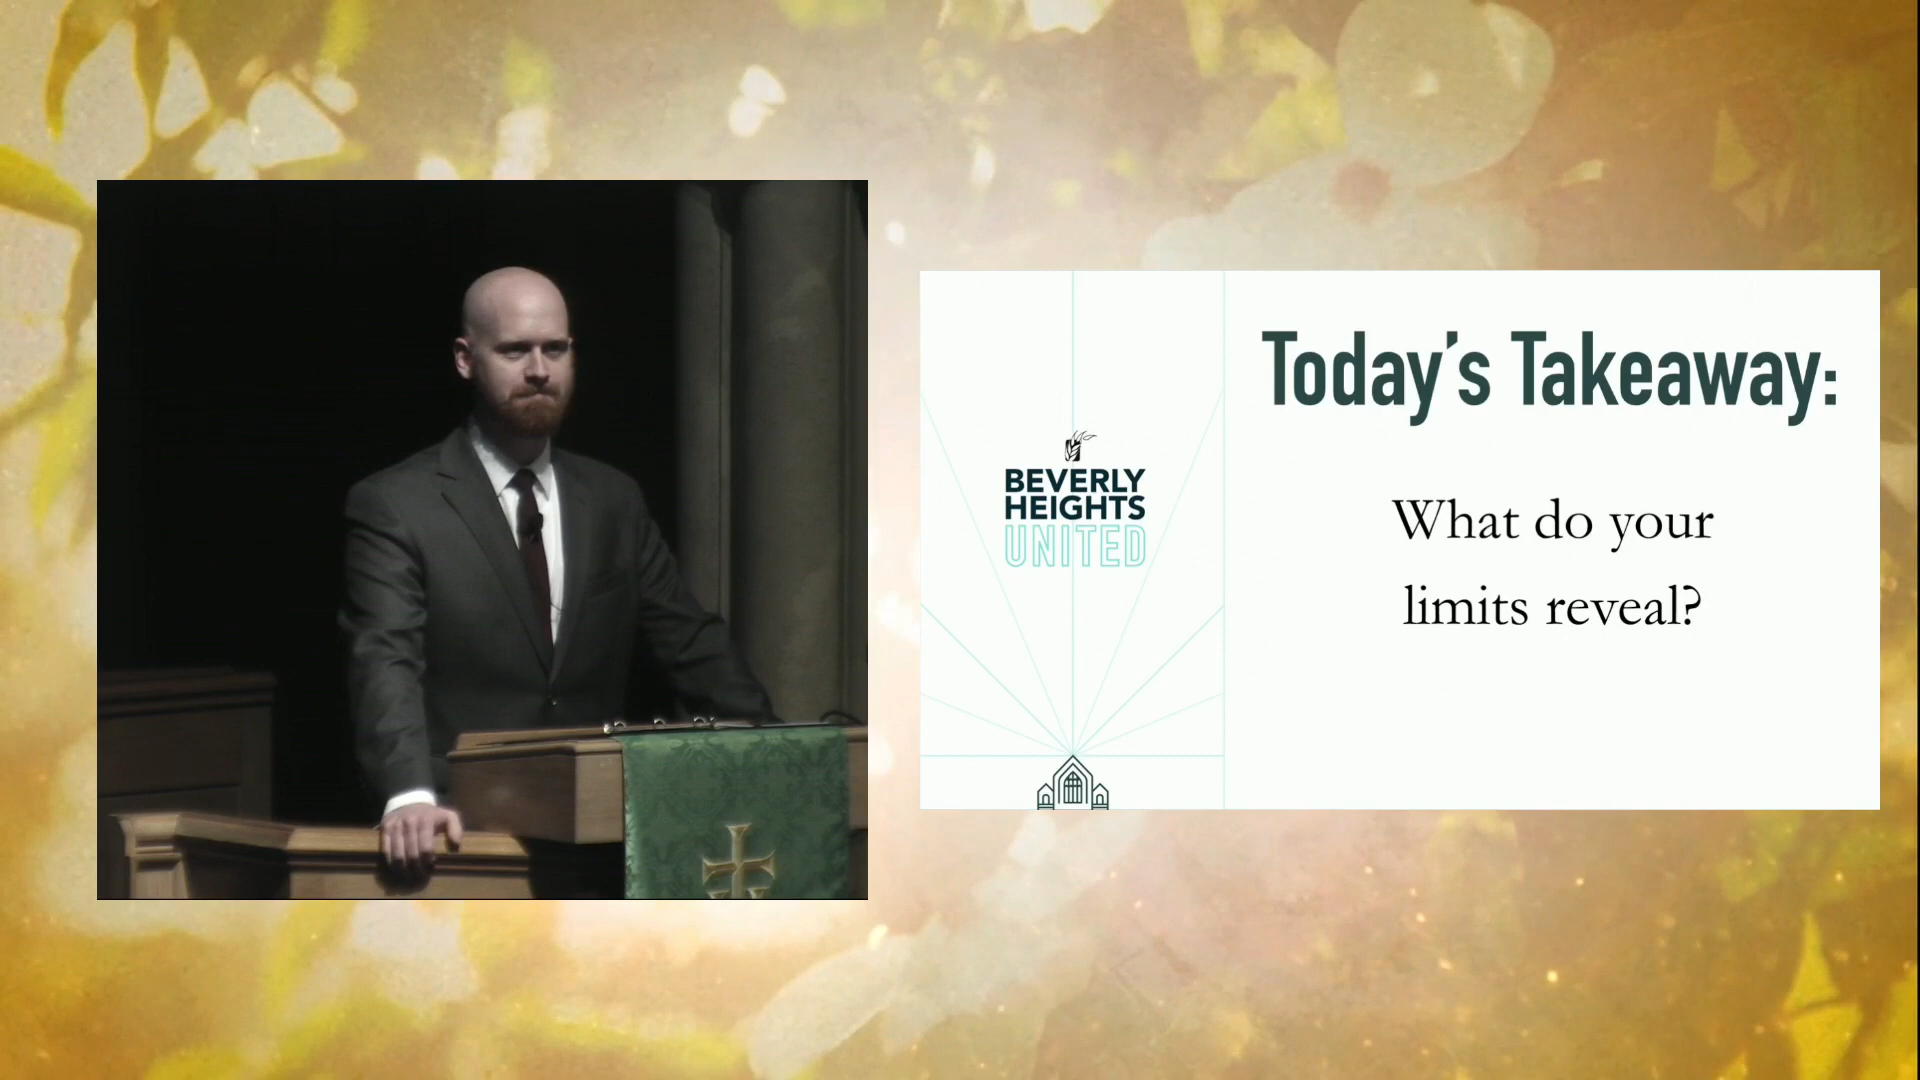 Today's Takeaway:
BEVERLY
HEIGHTS
UNITED
What do your
limits reveal?